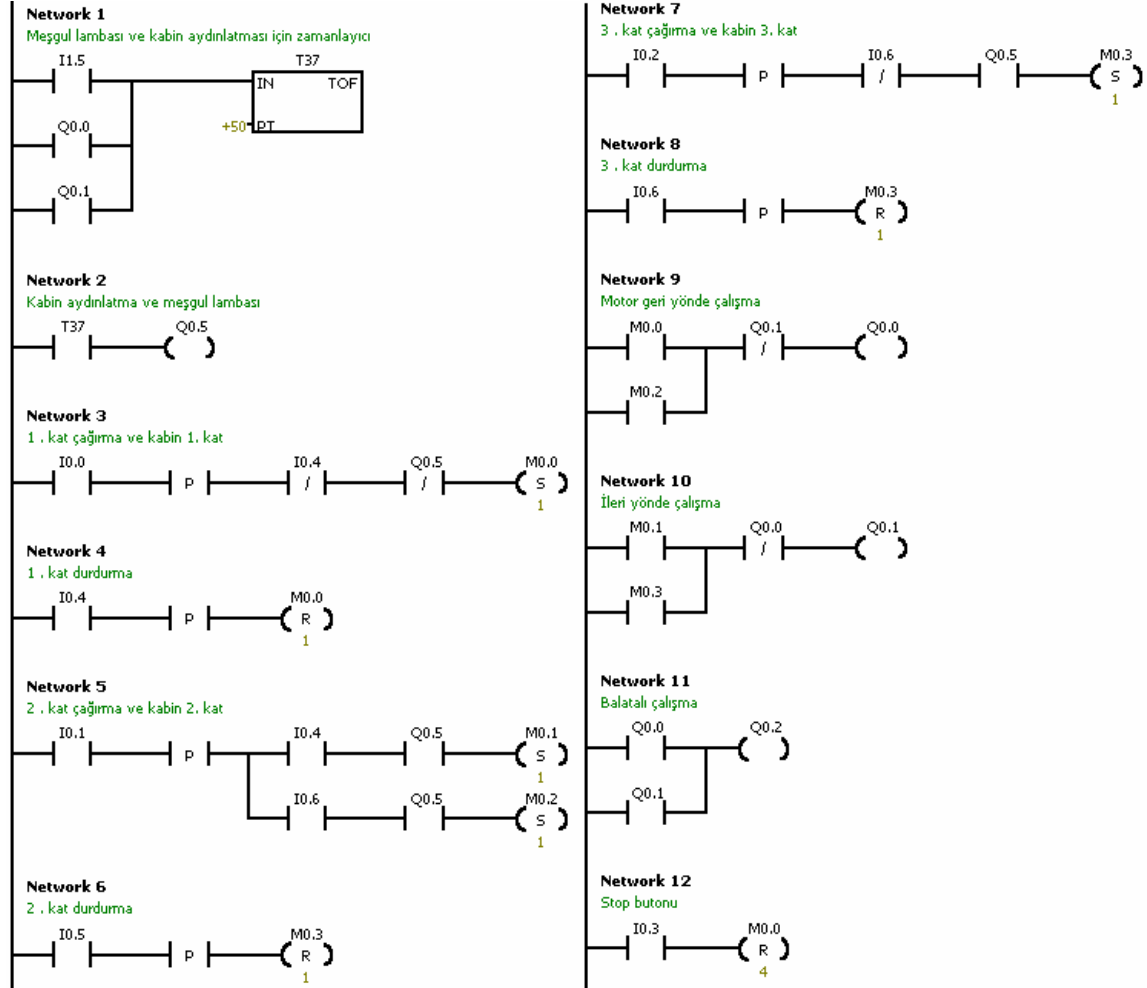 Network 1
Meşgul lambası ve kabin aydınlatması için zamanlayıcı
I1.5
T37
IN TOF
Q0.0
+50 PT
Q0.1
Network 2
Kabin aydınlatma ve meşgul lambası
T37 Q0.5
Network 3
1 . kat çağırma ve kabin 1. kat
I0.0 I0.4 Q0.5 M0.0
P / / S
1
Network 4
1 . kat durdurma
I0.4 M0.0
P R
1
Network 5
2 . kat çağırma ve kabin 2. kat
I0.1 I0.4 Q0.5 M0.1
P S
1
I0.6 Q0.5 M0.2
S
1
Network 6
2 . kat durdurma
I0.5 M0.3
P R
1
Network 7
3 . kat çağırma ve kabin 3. kat
I0.2 I0.6 Q0.5 M0.3
P / S
1
Network 8
3 . kat durdurma
I0.6 M0.3
P R
1
Network 9
Motor geri yönde çalışma
M0.0 Q0.1 Q0.0
/
M0.2
Network 10
İleri yönde çalışma
M0.1 Q0.0 Q0.1
/
M0.3
Network 11
Balatalı çalışma
Q0.0 Q0.2
Q0.1
Network 12
Stop butonu
I0.3 M0.0
R
4